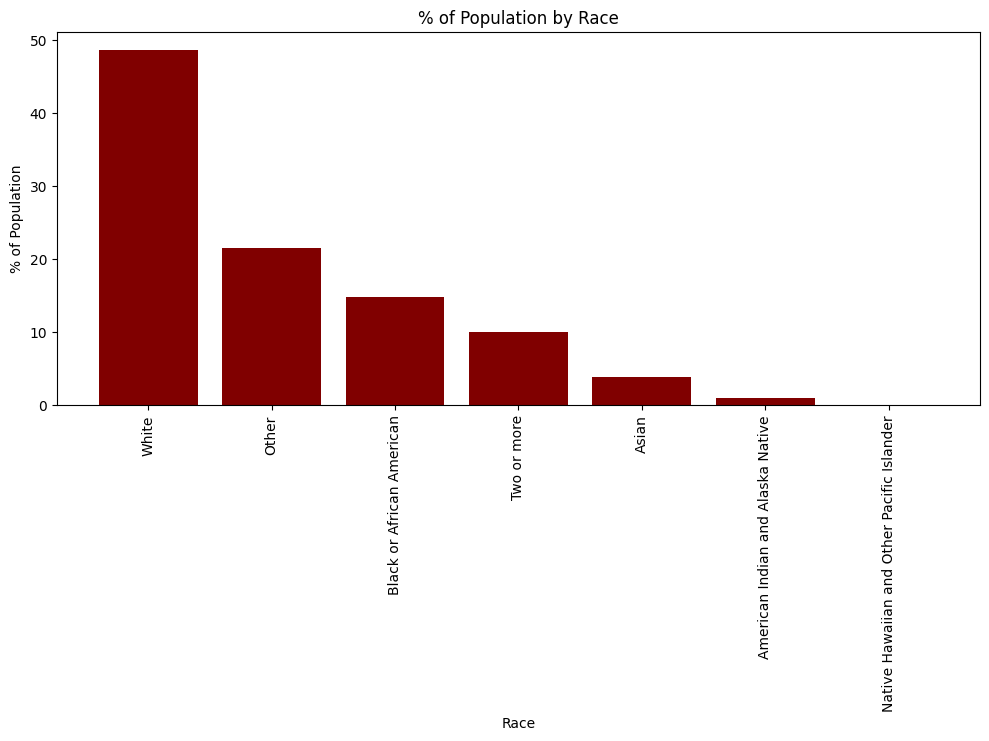 % of Population by Race
% of Population
50
40
30
20
10
0
White
Other
Black or African American
Two or more
Asian
American Indian and Alaska Native
Native Hawaiian and Other Pacific Islander
Race